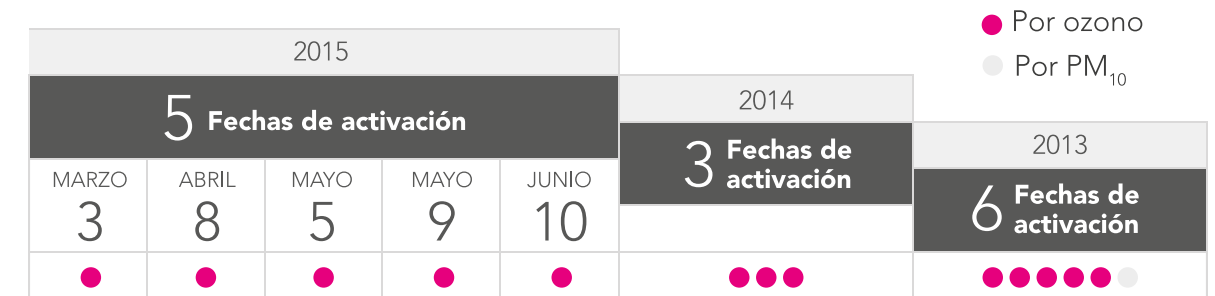 Por ozono
Por PM10
2015
5 Fechas de activación
MARZO
3
ABRIL
8
MAYO
5
MAYO
9
JUNIO
10
2014
3 Fechas de
activación
2013
6 Fechas de
activación